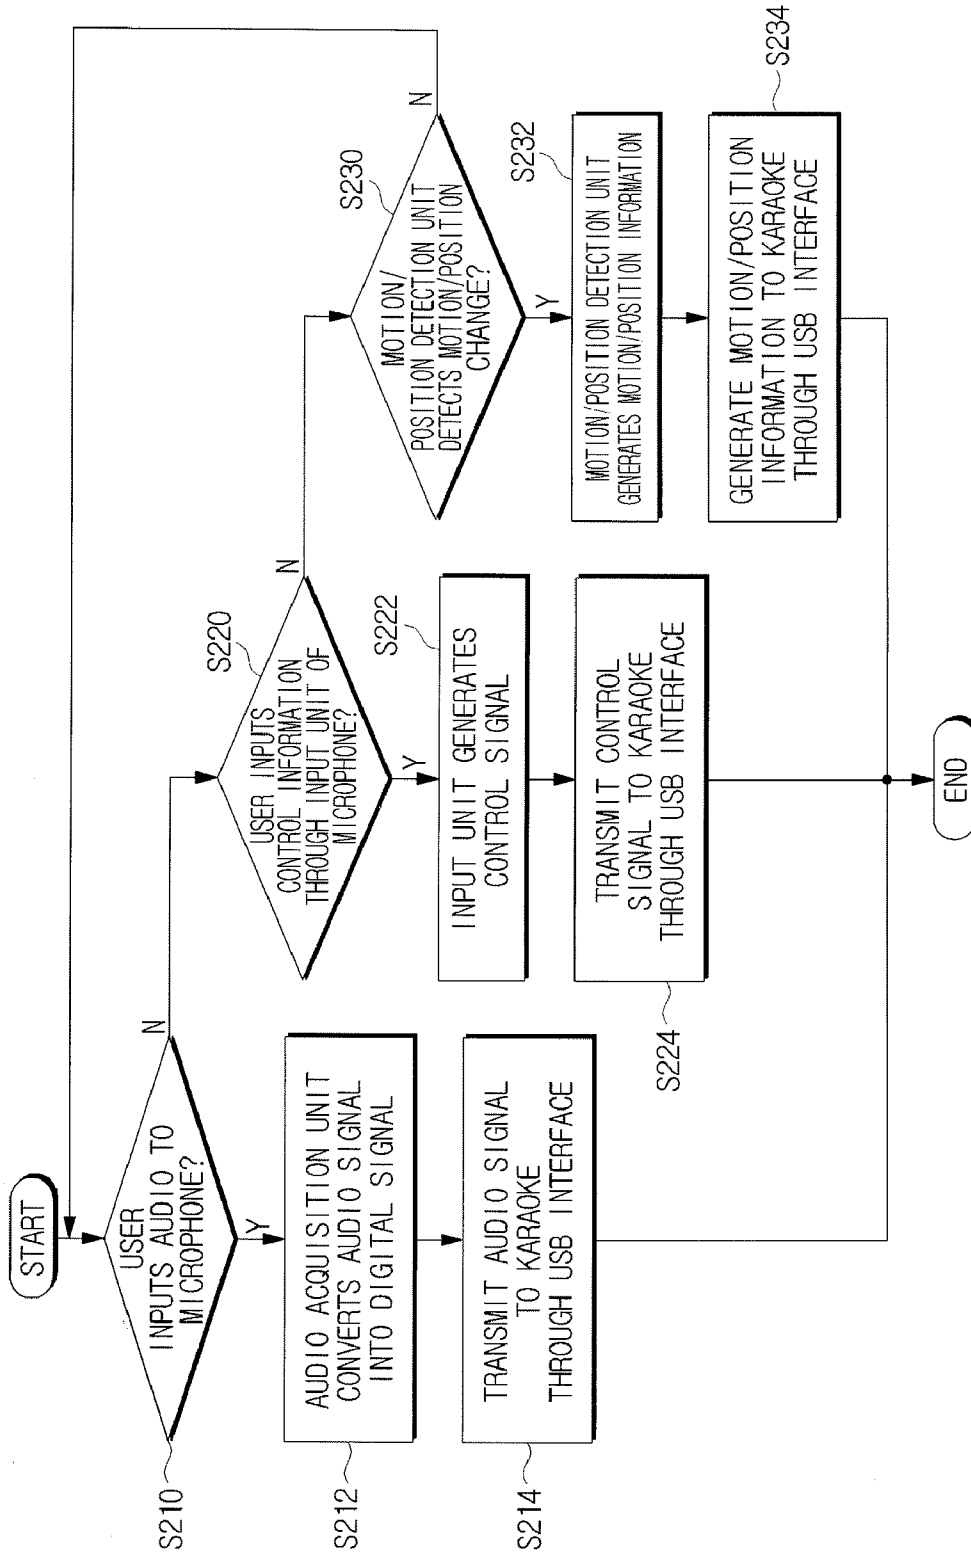 START
USER
INPUTS AUDIO TO
MICROPHONE?
S210
N
Y
AUDIO ACQUISITION UNIT
CONVERTS AUDIO SIGNAL
INTO DIGITAL SIGNAL
S212
TRANSMIT AUDIO SIGNAL
TO KARAOKE
THROUGH USB INTERFACE
S214
USER INPUTS
CONTROL INFORMATION
THROUGH INPUT UNIT OF
MICROPHONE?
S220
N
Y
INPUT UNIT GENERATES
CONTROL SIGNAL
S222
TRANSMIT CONTROL
SIGNAL TO KARAOKE
THROUGH USB INTERFACE
S224
MOTION/
POSITION DETECTION UNIT
DETECTS MOTION/POSITION
CHANGE?
S230
N
Y
MOTION/POSITION DETECTION UNIT
GENERATES MOTION/POSITION INFORMATION
S232
GENERATE MOTION/POSITION
INFORMATION TO KARAOKE
THROUGH USB INTERFACE
S234
END